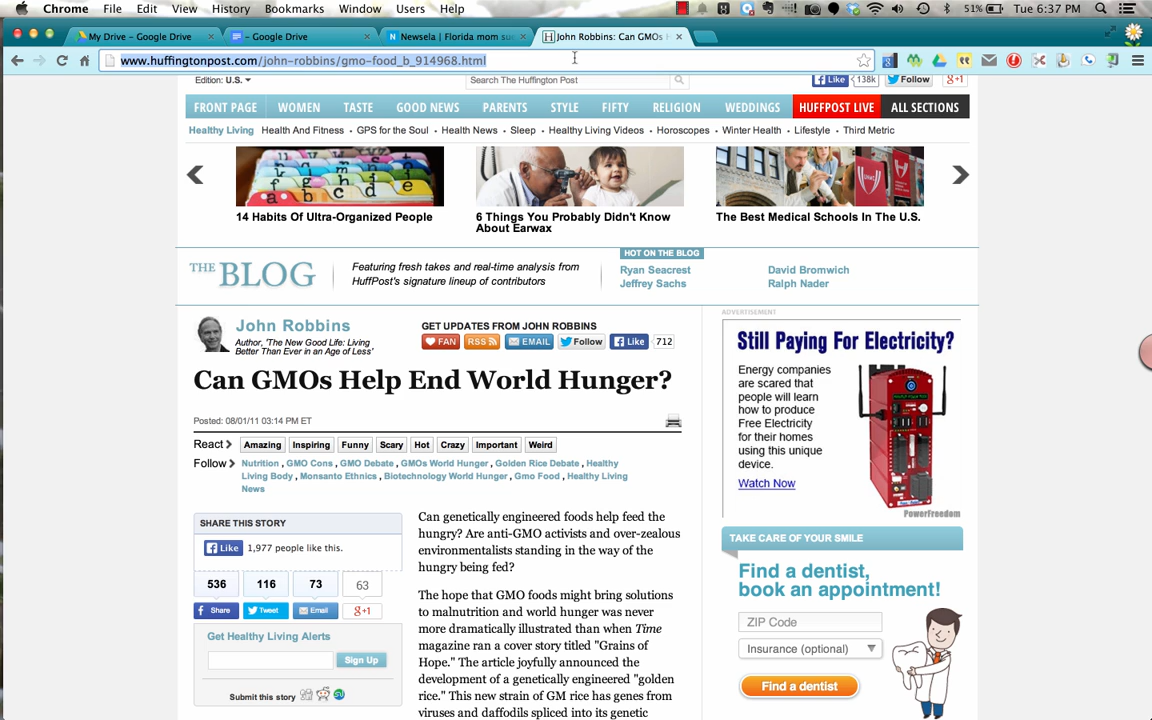 Chrome File Edit View History Bookmarks Window Users Help 51% Tue 6:37 PM
My Drive – Google Drive × – Google Drive × Newsela | Florida mom su × John Robbins: Can GMOs H ×
www.huffingtonpost.com/john-robbins/gmo-food_b_914968.html
Edition: U.S. Search The Huffington Post Like 138k Follow g+1
FRONT PAGE WOMEN TASTE GOOD NEWS PARENTS STYLE FIFTY RELIGION WEDDINGS HUFFPOST LIVE ALL SECTIONS
Healthy Living Health And Fitness • GPS for the Soul • Health News • Sleep • Healthy Living Videos • Horoscopes • Winter Health • Lifestyle • Third Metric
14 Habits Of Ultra-Organized People
6 Things You Probably Didn't Know
About Earwax
The Best Medical Schools In The U.S.
THE BLOG
Featuring fresh takes and real-time analysis from
HuffPost's signature lineup of contributors
HOT ON THE BLOG
Ryan Seacrest David Bromwich
Jeffrey Sachs Ralph Nader
John Robbins
Author, 'The New Good Life: Living
Better Than Ever in an Age of Less'
GET UPDATES FROM JOHN ROBBINS
FAN RSS EMAIL Follow Like 712
Can GMOs Help End World Hunger?
Posted: 08/01/11 03:14 PM ET
React Amazing Inspiring Funny Scary Hot Crazy Important Weird
Follow Nutrition , GMO Cons , GMO Debate , GMOs World Hunger , Golden Rice Debate , Healthy
Living Body , Monsanto Ethnics , Biotechnology World Hunger , Gmo Food , Healthy Living
News
SHARE THIS STORY
Like 1,977 people like this.
536 116 73 63
Share Tweet Email g+1
Get Healthy Living Alerts
Sign Up
Submit this story
Can genetically engineered foods help feed the
hungry? Are anti-GMO activists and over-zealous
environmentalists standing in the way of the
hungry being fed?
The hope that GMO foods might bring solutions
to malnutrition and world hunger was never
more dramatically illustrated than when Time
magazine ran a cover story titled "Grains of
Hope." The article joyfully announced the
development of a genetically engineered "golden
rice." This new strain of GM rice has genes from
viruses and daffodils spliced into its genetic
ADVERTISEMENT
Still Paying For Electricity?
Energy companies
are scared that
people will learn
how to produce
Free Electricity
for their homes
using this unique
device.
Watch Now
PowerFreedom
TAKE CARE OF YOUR SMILE
Find a dentist,
book an appointment!
ZIP Code
Insurance (optional)
Find a dentist